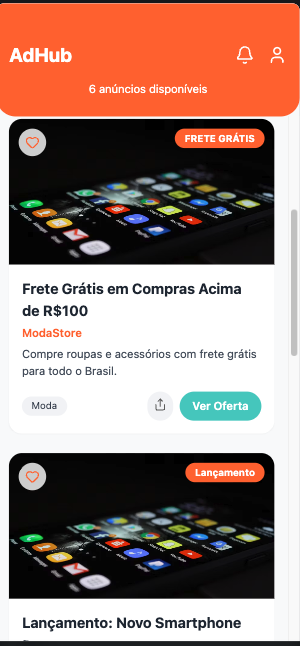 AdHub
6 anúncios disponíveis
FRETE GRÁTIS
Frete Grátis em Compras Acima
de R$100
ModaStore
Compre roupas e acessórios com frete grátis
para todo o Brasil.
Moda
Ver Oferta
Lançamento
Lançamento: Novo Smartphone